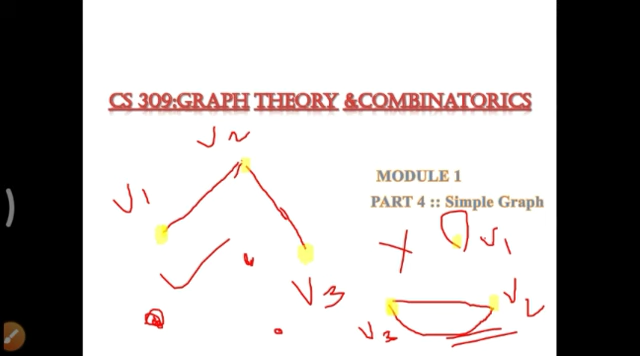 CS 309:GRAPH THEORY &COMBINATORICS
V2
MODULE 1
V1
PART 4 :: Simple Graph
V1
V3
V2
V3